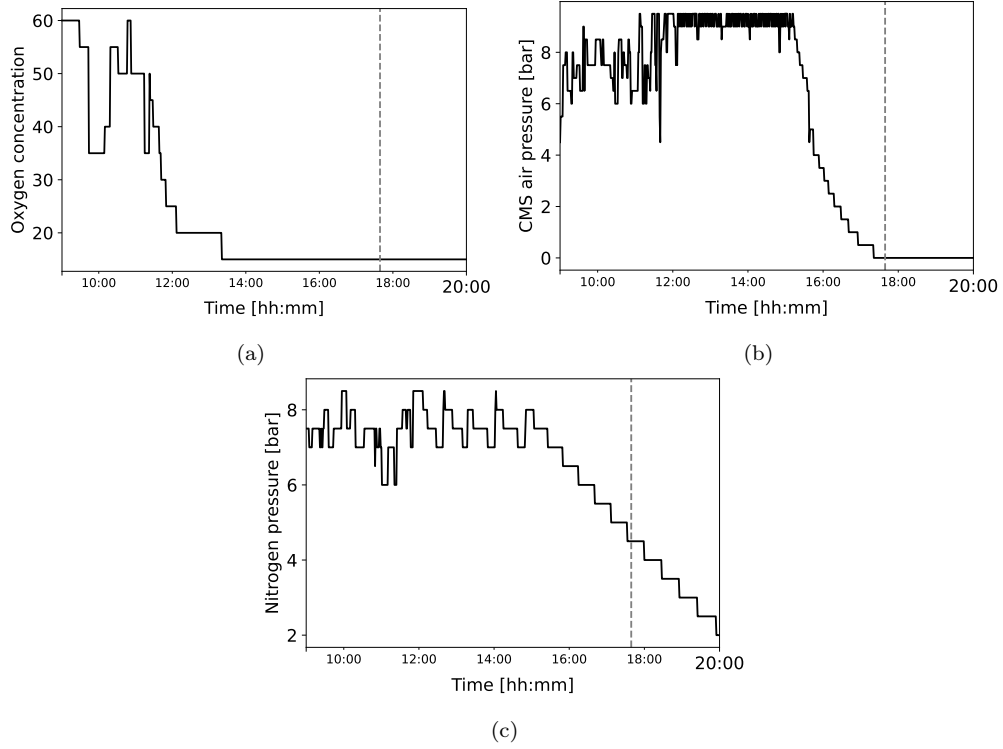 Oxygen concentration
60
50
40
30
20
10:00 12:00 14:00 16:00 18:00 20:00
Time [hh:mm]
(a)
CMS air pressure [bar]
8
6
4
2
0
10:00 12:00 14:00 16:00 18:00 20:00
Time [hh:mm]
(b)
Nitrogen pressure [bar]
8
6
4
2
10:00 12:00 14:00 16:00 18:00 20:00
Time [hh:mm]
(c)